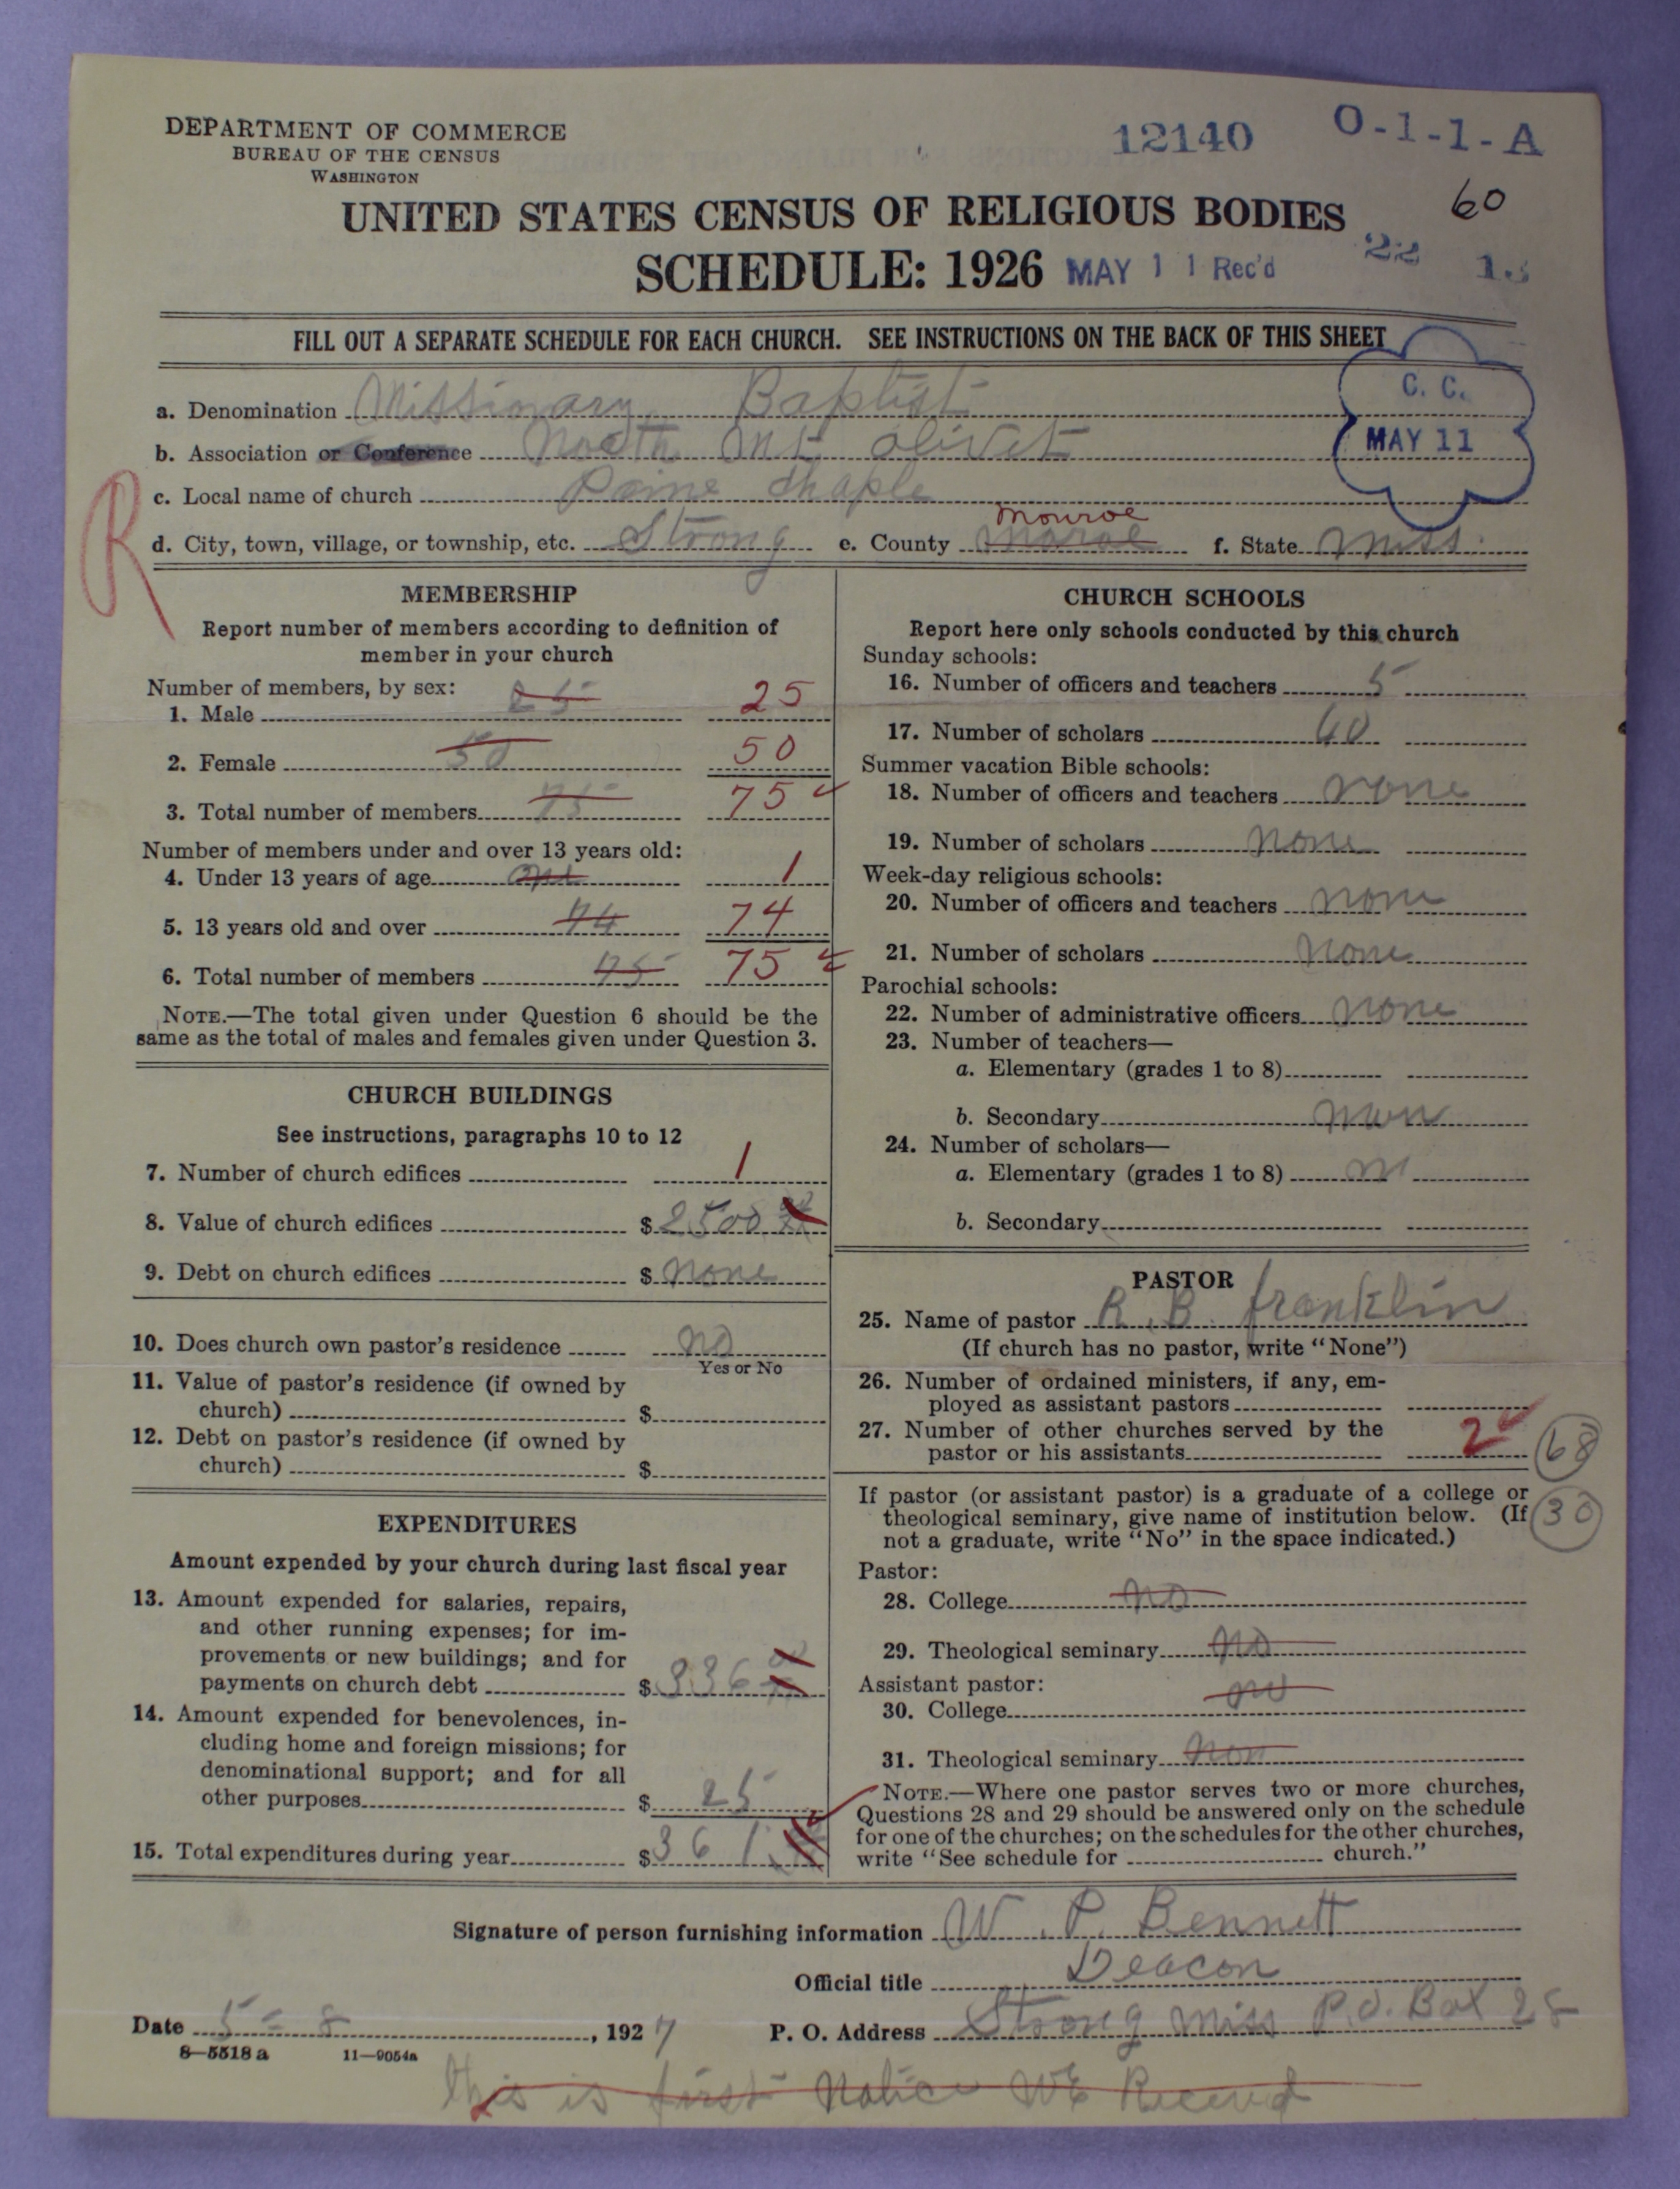 DEPARTMENT OF COMMERCE
BUREAU OF THE CENSUS
WASHINGTON
12140 O-1-1-A
60
UNITED STATES CENSUS OF RELIGIOUS BODIES
22
SCHEDULE: 1926 MAY 11 Rec'd
FILL OUT A SEPARATE SCHEDULE FOR EACH CHURCH. SEE INSTRUCTIONS ON THE BACK OF THIS SHEET
C. C.
MAY 11
R
a. Denomination Missionary Baptist
b. Association or Conference North Mt olivet
c. Local name of church Paine Chaple
d. City, town, village, or township, etc. Strong e. County Monroe f. State Miss.
MEMBERSHIP
Report number of members according to definition of
member in your church
Number of members, by sex:
1. Male 25 25
2. Female 50 50
3. Total number of members 75 75
Number of members under and over 13 years old:
4. Under 13 years of age one 1
5. 13 years old and over 74 74
6. Total number of members 75 75
NOTE.—The total given under Question 6 should be the
same as the total of males and females given under Question 3.
CHURCH BUILDINGS
See instructions, paragraphs 10 to 12
7. Number of church edifices 1
8. Value of church edifices $ 2500
9. Debt on church edifices $ none
10. Does church own pastor's residence no
Yes or No
11. Value of pastor's residence (if owned by
church) $
12. Debt on pastor's residence (if owned by
church) $
EXPENDITURES
Amount expended by your church during last fiscal year
13. Amount expended for salaries, repairs,
and other running expenses; for im-
provements or new buildings; and for
payments on church debt $ 336
14. Amount expended for benevolences, in-
cluding home and foreign missions; for
denominational support; and for all
other purposes $ 25
15. Total expenditures during year $ 361
CHURCH SCHOOLS
Report here only schools conducted by this church
Sunday schools:
16. Number of officers and teachers 5
17. Number of scholars 60
Summer vacation Bible schools:
18. Number of officers and teachers none
19. Number of scholars none
Week-day religious schools:
20. Number of officers and teachers none
21. Number of scholars none
Parochial schools:
22. Number of administrative officers none
23. Number of teachers—
a. Elementary (grades 1 to 8)
b. Secondary
24. Number of scholars—
a. Elementary (grades 1 to 8)
b. Secondary
PASTOR
25. Name of pastor R. B. franklin
(If church has no pastor, write "None")
26. Number of ordained ministers, if any, em-
ployed as assistant pastors
27. Number of other churches served by the
pastor or his assistants 2 68
If pastor (or assistant pastor) is a graduate of a college or
theological seminary, give name of institution below. (If 30
not a graduate, write "No" in the space indicated.)
Pastor:
28. College no
29. Theological seminary no
Assistant pastor:
30. College no
31. Theological seminary non
NOTE.—Where one pastor serves two or more churches,
Questions 28 and 29 should be answered only on the schedule
for one of the churches; on the schedules for the other churches,
write "See schedule for church."
Signature of person furnishing information W. P. Bennett
Official title Deacon
Date 5 - 8, 1927 P. O. Address Strong Miss P.O. Box 28
8—5518 a 11—9054a
this is first Notice We Recevd